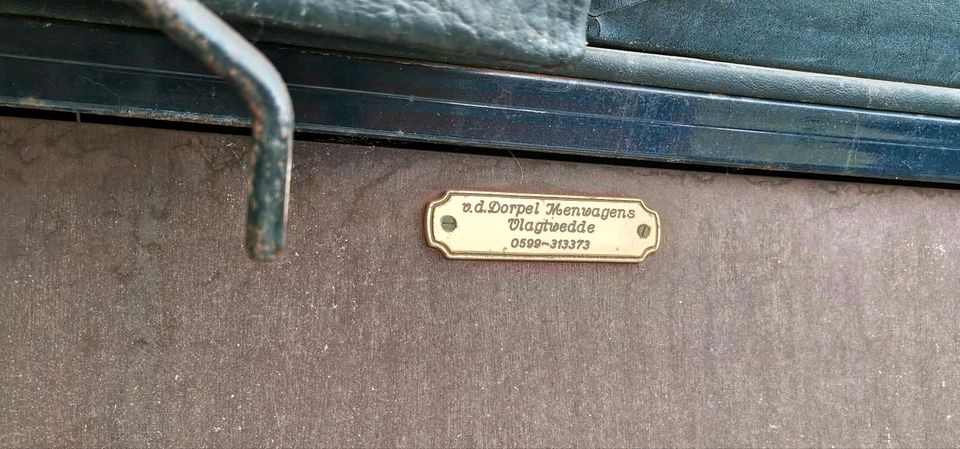 v.d.Dorpel Menwagens
Vlagtwedde
0599-313373